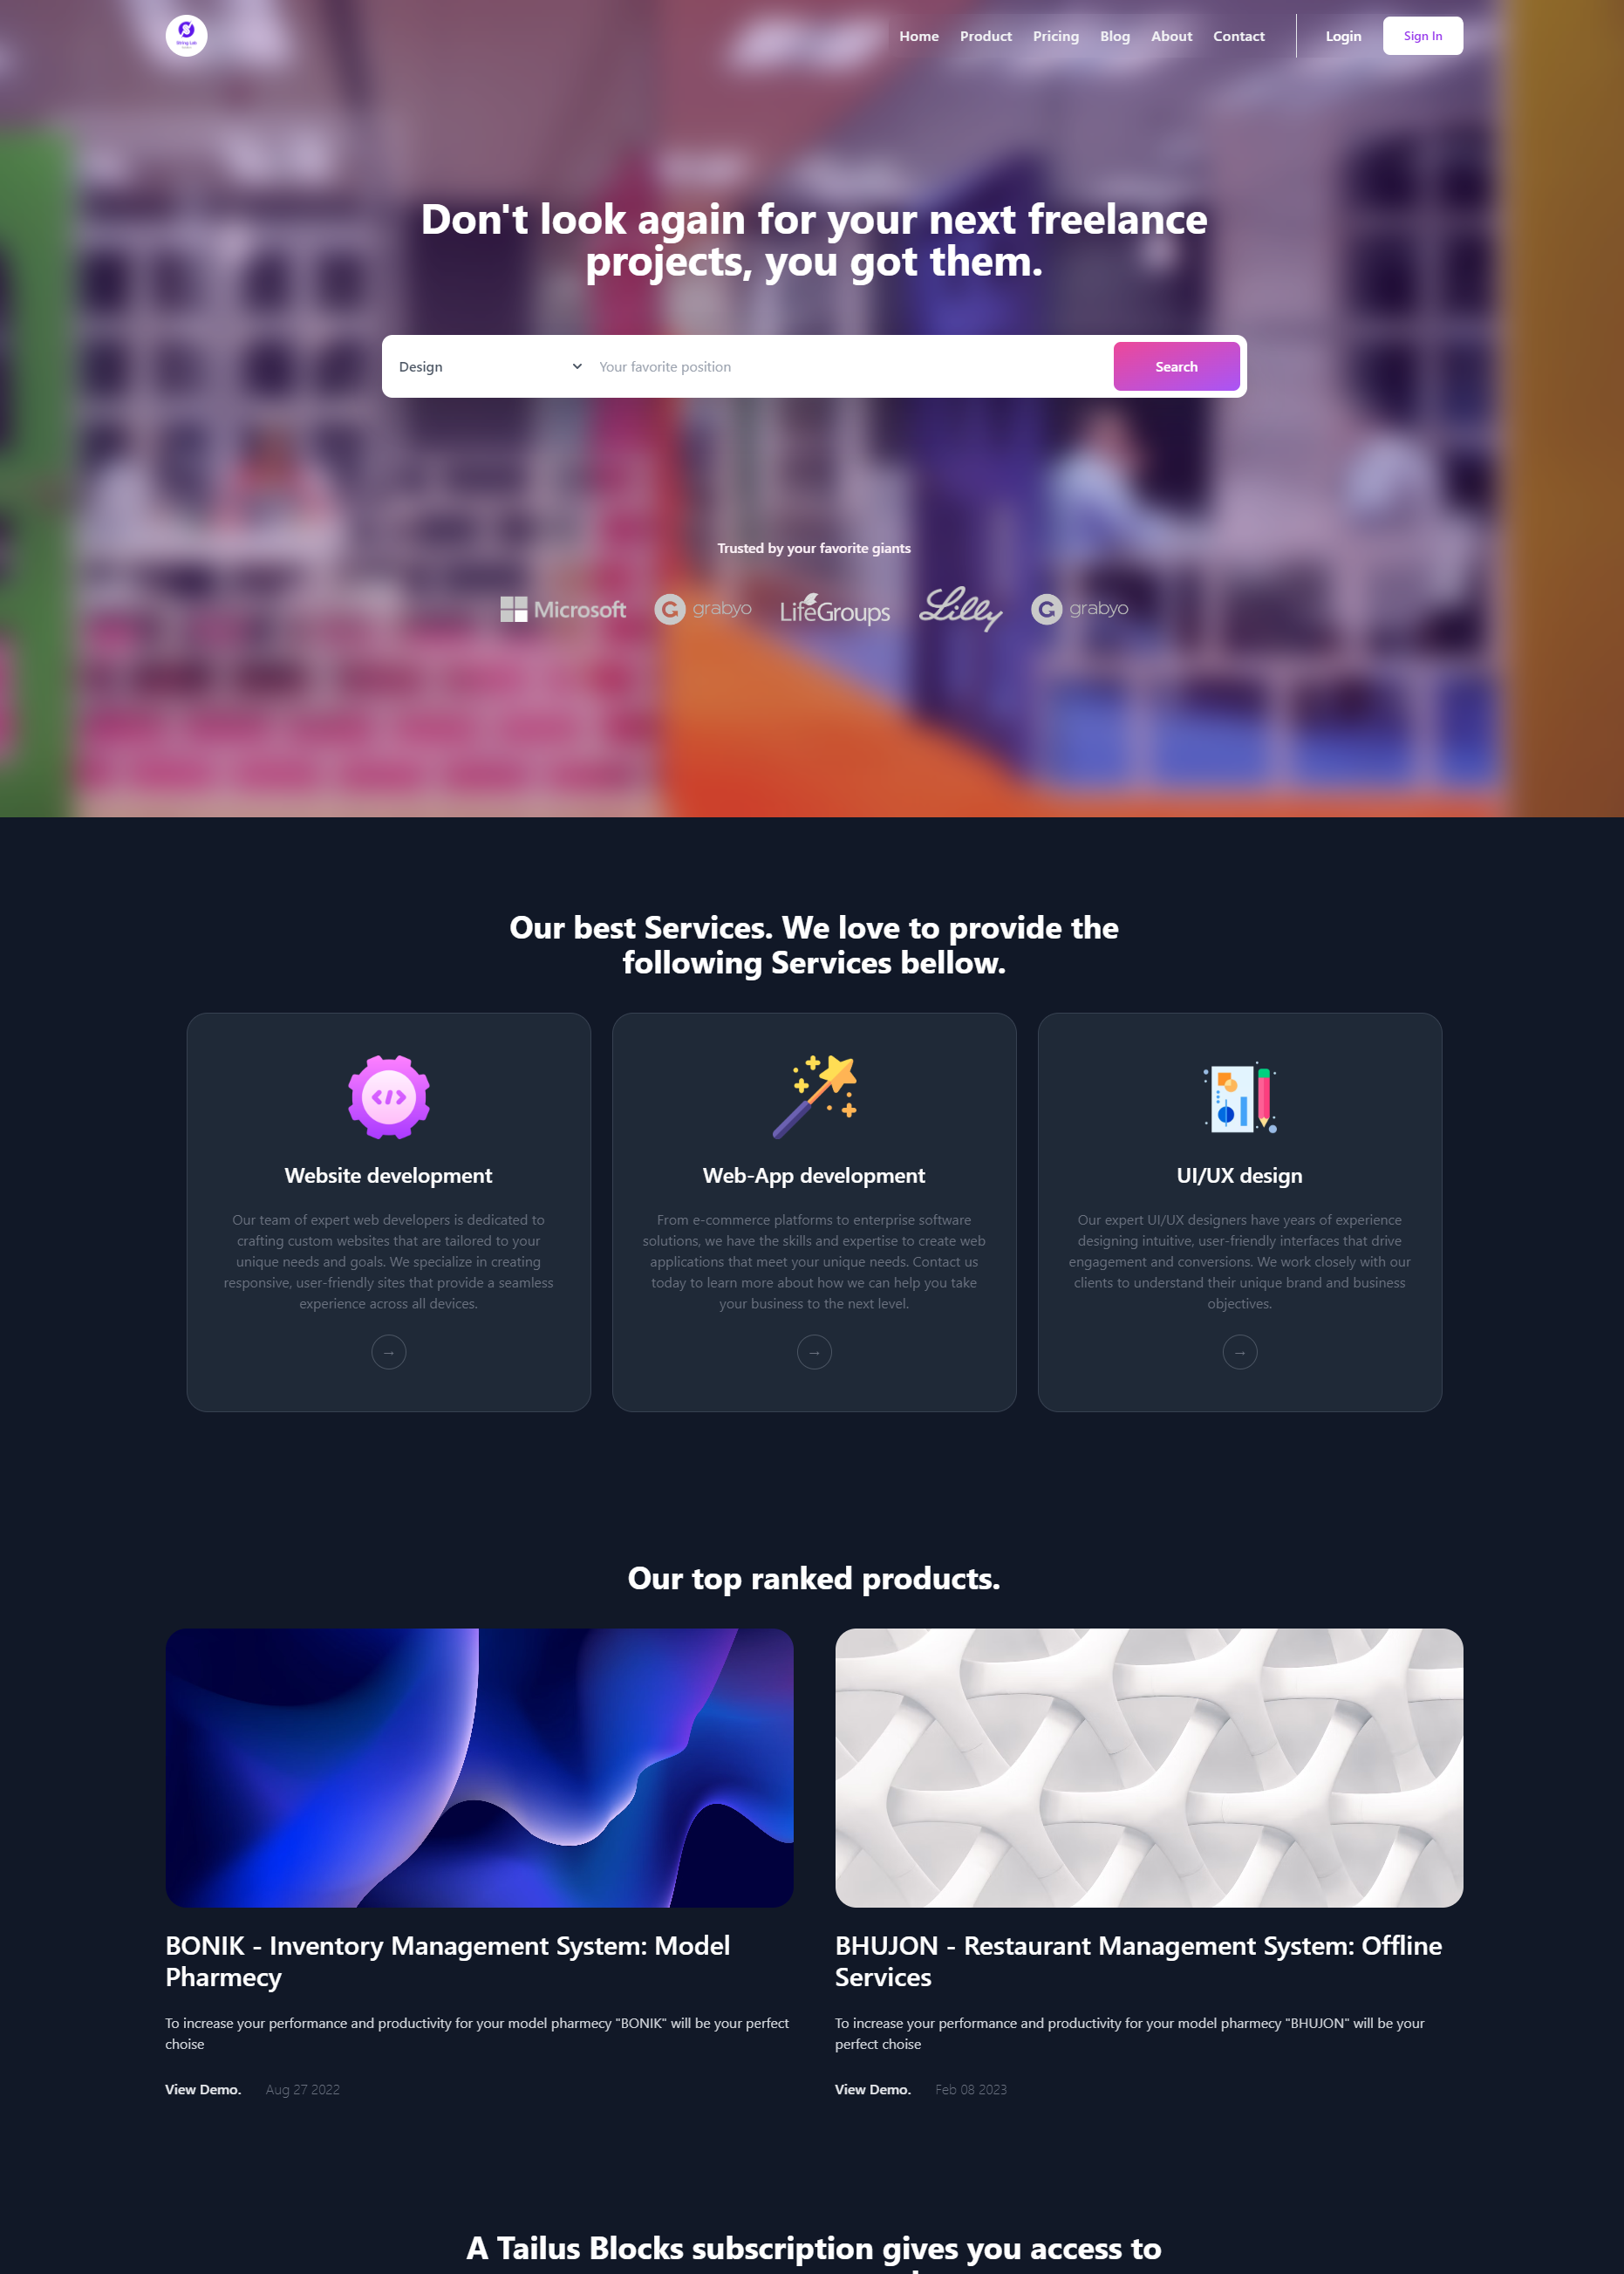 Home Product Pricing Blog About Contact Login Sign In
Don't look again for your next freelance
projects, you got them.
Design Your favorite position Search
Trusted by your favorite giants
Microsoft grabyo LifeGroups Lilly grabyo
Our best Services. We love to provide the
following Services bellow.
Website development
Our team of expert web developers is dedicated to
crafting custom websites that are tailored to your
unique needs and goals. We specialize in creating
responsive, user-friendly sites that provide a seamless
experience across all devices.
→
Web-App development
From e-commerce platforms to enterprise software
solutions, we have the skills and expertise to create web
applications that meet your unique needs. Contact us
today to learn more about how we can help you take
your business to the next level.
→
UI/UX design
Our expert UI/UX designers have years of experience
designing intuitive, user-friendly interfaces that drive
engagement and conversions. We work closely with our
clients to understand their unique brand and business
objectives.
→
Our top ranked products.
BONIK - Inventory Management System: Model
Pharmecy
To increase your performance and productivity for your model pharmecy "BONIK" will be your perfect
choise
View Demo. Aug 27 2022
BHUJON - Restaurant Management System: Offline
Services
To increase your performance and productivity for your model pharmecy "BHUJON" will be your
perfect choise
View Demo. Feb 08 2023
A Tailus Blocks subscription gives you access to